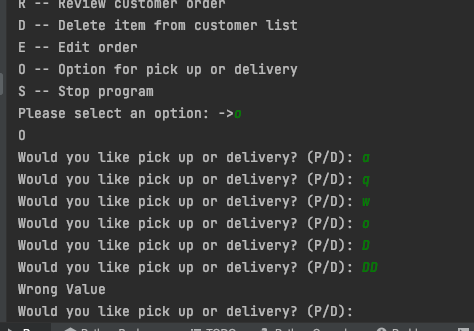 R -- Review customer order
D -- Delete item from customer list
E -- Edit order
O -- Option for pick up or delivery
S -- Stop program
Please select an option: ->o
O
Would you like pick up or delivery? (P/D): a
Would you like pick up or delivery? (P/D): q
Would you like pick up or delivery? (P/D): w
Would you like pick up or delivery? (P/D): o
Would you like pick up or delivery? (P/D): D
Would you like pick up or delivery? (P/D): DD
Wrong Value
Would you like pick up or delivery? (P/D):